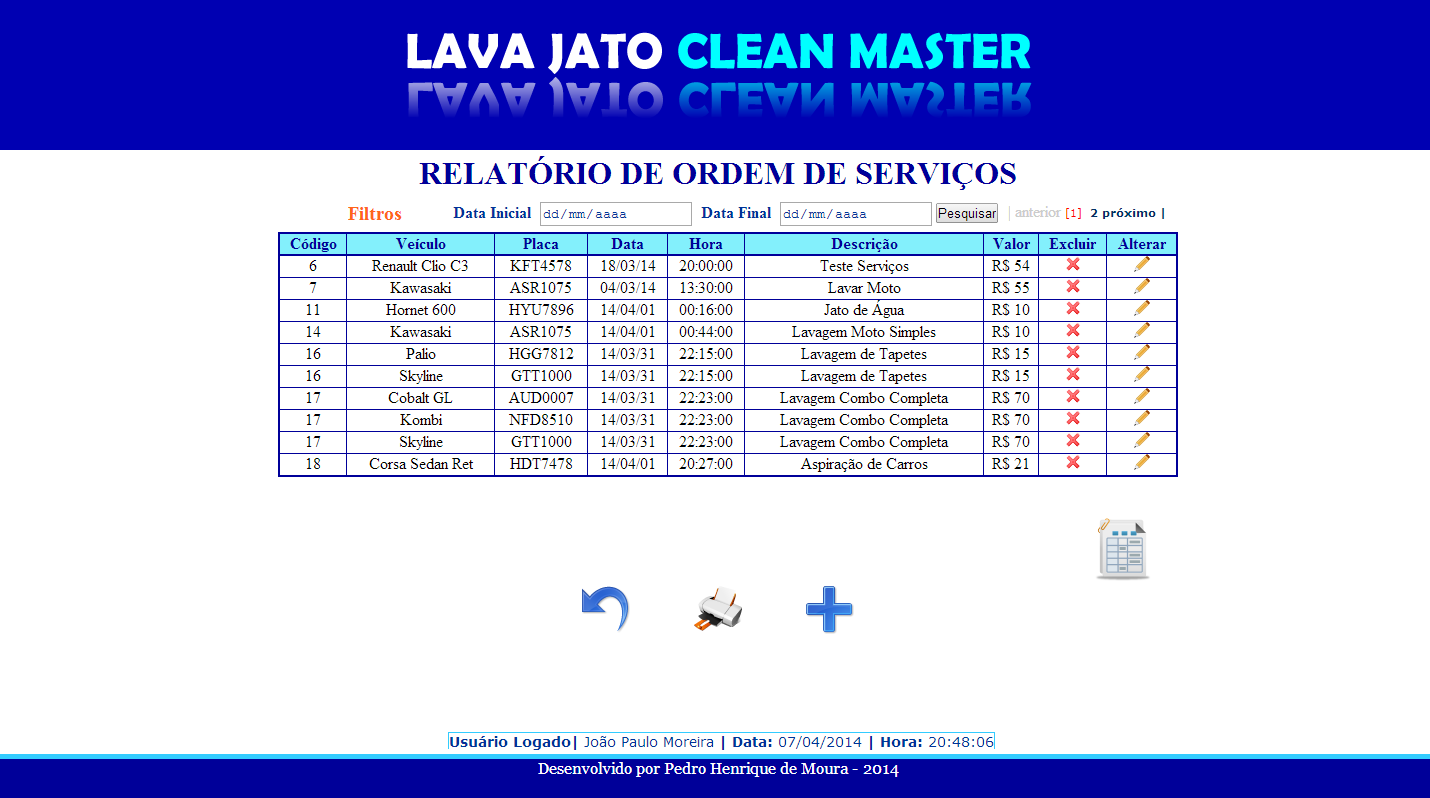 LAVA JATO CLEAN MASTER
RELATÓRIO DE ORDEM DE SERVIÇOS
Filtros Data Inicial dd/mm/aaaa Data Final dd/mm/aaaa Pesquisar | anterior [1] 2 próximo |
Código Veículo Placa Data Hora Descrição Valor Excluir Alterar
6 Renault Clio C3 KFT4578 18/03/14 20:00:00 Teste Serviços R$ 54
7 Kawasaki ASR1075 04/03/14 13:30:00 Lavar Moto R$ 55
11 Hornet 600 HYU7896 14/04/01 00:16:00 Jato de Água R$ 10
14 Kawasaki ASR1075 14/04/01 00:44:00 Lavagem Moto Simples R$ 10
16 Palio HGG7812 14/03/31 22:15:00 Lavagem de Tapetes R$ 15
16 Skyline GTT1000 14/03/31 22:15:00 Lavagem de Tapetes R$ 15
17 Cobalt GL AUD0007 14/03/31 22:23:00 Lavagem Combo Completa R$ 70
17 Kombi NFD8510 14/03/31 22:23:00 Lavagem Combo Completa R$ 70
17 Skyline GTT1000 14/03/31 22:23:00 Lavagem Combo Completa R$ 70
18 Corsa Sedan Ret HDT7478 14/04/01 20:27:00 Aspiração de Carros R$ 21
Usuário Logado| João Paulo Moreira | Data: 07/04/2014 | Hora: 20:48:06
Desenvolvido por Pedro Henrique de Moura - 2014